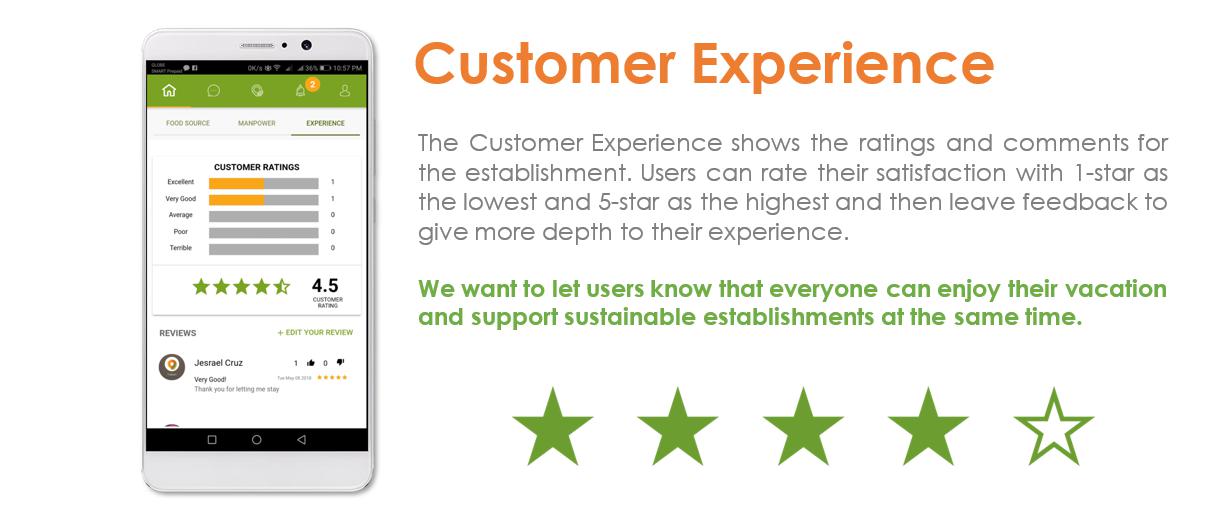 Customer Experience
The Customer Experience shows the ratings and comments for
the establishment. Users can rate their satisfaction with 1-star as
the lowest and 5-star as the highest and then leave feedback to
give more depth to their experience.
We want to let users know that everyone can enjoy their vacation
and support sustainable establishments at the same time.
GLOBE
SMART Prepaid
0K/s 36% 10:57 PM
2
FOOD SOURCE MANPOWER EXPERIENCE
CUSTOMER RATINGS
Excellent 1
Very Good 1
Average 0
Poor 0
Terrible 0
4.5
CUSTOMER
RATING
REVIEWS + EDIT YOUR REVIEW
Jesrael Cruz 1 0
Very Good! Tue May 08 2018
Thank you for letting me stay